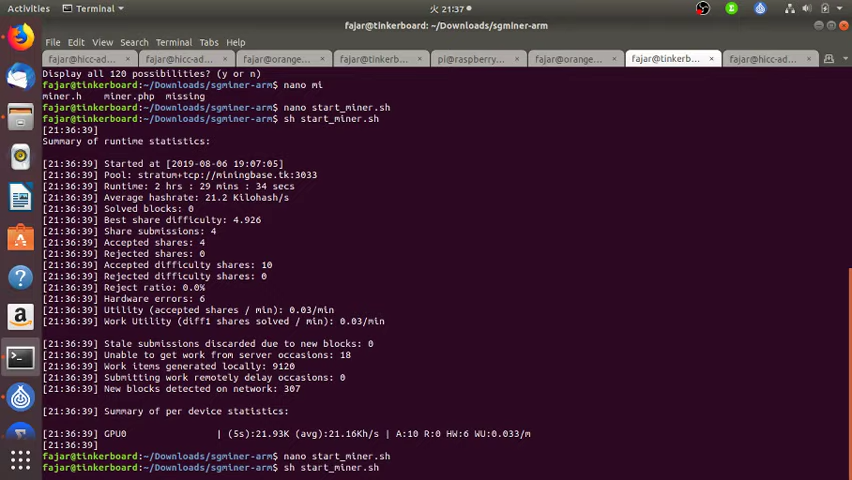 Activities Terminal 火 21:37
fajar@tinkerboard: ~/Downloads/sgminer-arm
File Edit View Search Terminal Tabs Help
fajar@hicc-ad... fajar@hicc-ad... fajar@orange... fajar@tinkerb... pi@raspberry... fajar@orange... fajar@tinkerb... fajar@hicc-ad...
Display all 120 possibilities? (y or n)
fajar@tinkerboard:~/Downloads/sgminer-arm$ nano mi
miner.h miner.php missing
fajar@tinkerboard:~/Downloads/sgminer-arm$ nano start_miner.sh
fajar@tinkerboard:~/Downloads/sgminer-arm$ sh start_miner.sh
[21:36:39]
Summary of runtime statistics:
[21:36:39] Started at [2019-08-06 19:07:05]
[21:36:39] Pool: stratum+tcp://miningbase.tk:3033
[21:36:39] Runtime: 2 hrs : 29 mins : 34 secs
[21:36:39] Average hashrate: 21.2 Kilohash/s
[21:36:39] Solved blocks: 0
[21:36:39] Best share difficulty: 4.926
[21:36:39] Share submissions: 4
[21:36:39] Accepted shares: 4
[21:36:39] Rejected shares: 0
[21:36:39] Accepted difficulty shares: 10
[21:36:39] Rejected difficulty shares: 0
[21:36:39] Reject ratio: 0.0%
[21:36:39] Hardware errors: 6
[21:36:39] Utility (accepted shares / min): 0.03/min
[21:36:39] Work Utility (diff1 shares solved / min): 0.03/min
[21:36:39] Stale submissions discarded due to new blocks: 0
[21:36:39] Unable to get work from server occasions: 18
[21:36:39] Work items generated locally: 9120
[21:36:39] Submitting work remotely delay occasions: 0
[21:36:39] New blocks detected on network: 307
[21:36:39] Summary of per device statistics:
[21:36:39] GPU0 | (5s):21.93K (avg):21.16Kh/s | A:10 R:0 HW:6 WU:0.033/m
[21:36:39]
fajar@tinkerboard:~/Downloads/sgminer-arm$ nano start_miner.sh
fajar@tinkerboard:~/Downloads/sgminer-arm$ sh start_miner.sh